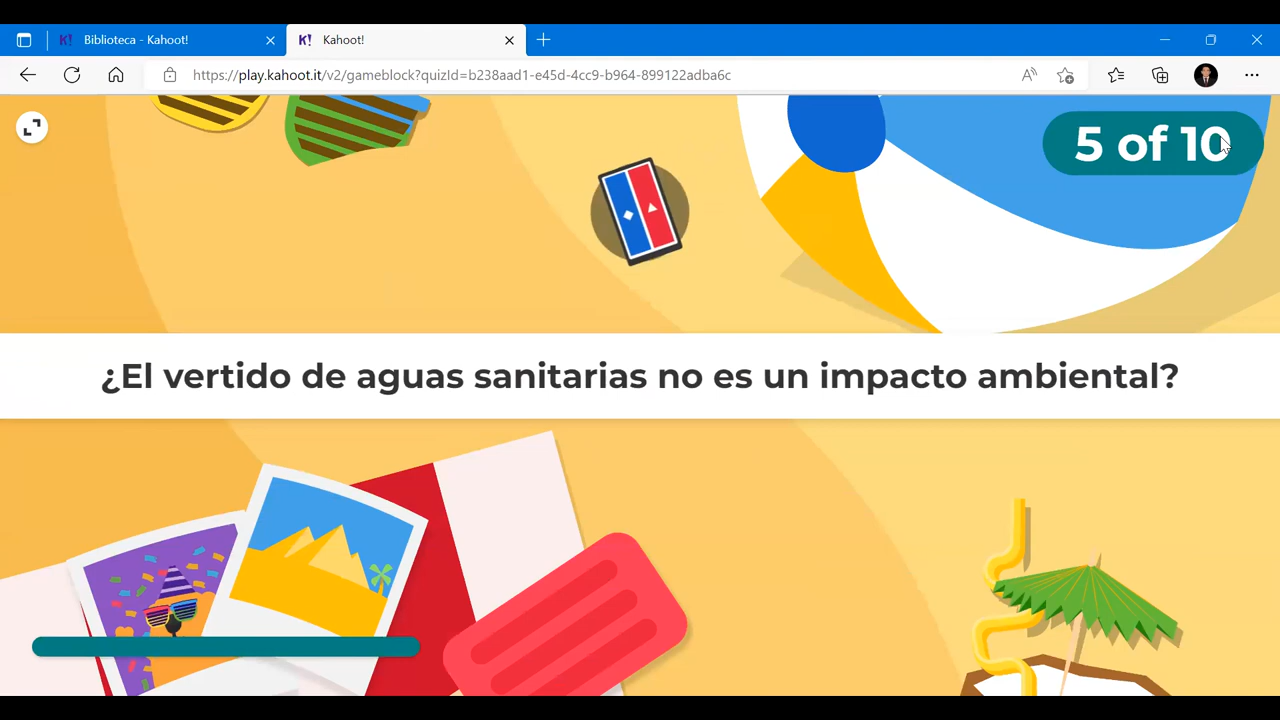 K! Biblioteca - Kahoot!
K! Kahoot!
https://play.kahoot.it/v2/gameblock?quizId=b238aad1-e45d-4cc9-b964-899122adba6c
5 of 10
¿El vertido de aguas sanitarias no es un impacto ambiental?